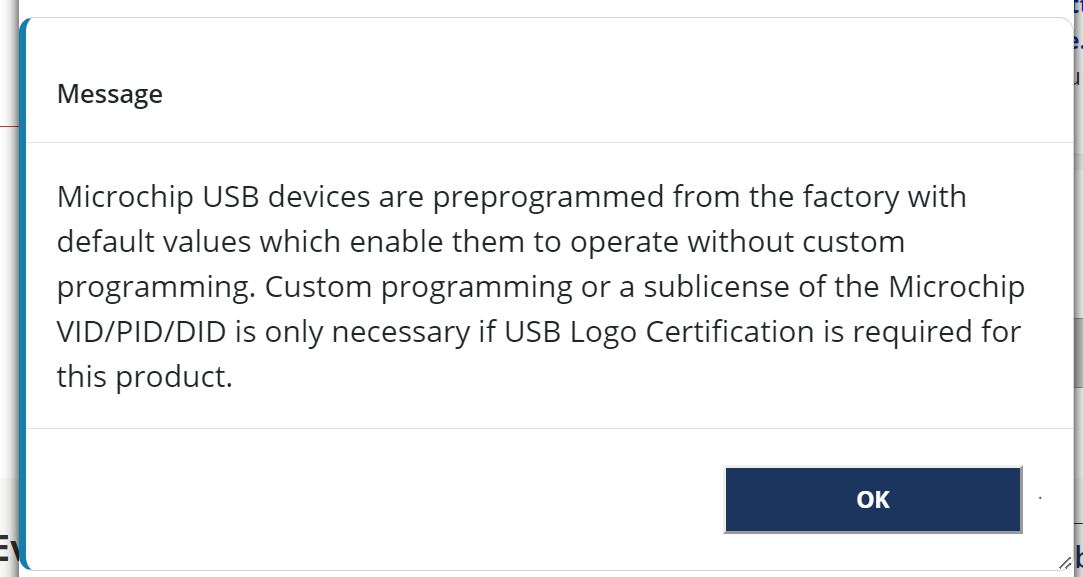 Message
Microchip USB devices are preprogrammed from the factory with
default values which enable them to operate without custom
programming. Custom programming or a sublicense of the Microchip
VID/PID/DID is only necessary if USB Logo Certification is required for
this product.
OK